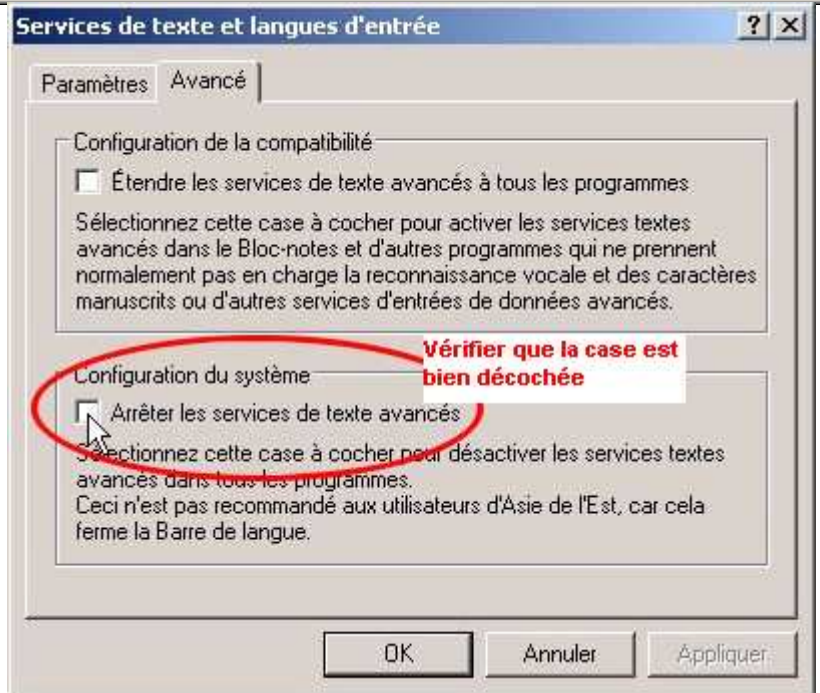 Services de texte et langues d'entrée
Paramètres
Avancé
Configuration de la compatibilité
Étendre les services de texte avancés à tous les programmes
Sélectionnez cette case à cocher pour activer les services textes
avancés dans le Bloc-notes et d'autres programmes qui ne prennent
normalement pas en charge la reconnaissance vocale et des caractères
manuscrits ou d'autres services d'entrées de données avancés.
Vérifier que la case est
bien décochée
Configuration du système
Arrêter les services de texte avancés
Sélectionnez cette case à cocher pour désactiver les services textes
avancés dans tous les programmes.
Ceci n'est pas recommandé aux utilisateurs d'Asie de l'Est, car cela
ferme la Barre de langue.
OK
Annuler
Appliquer